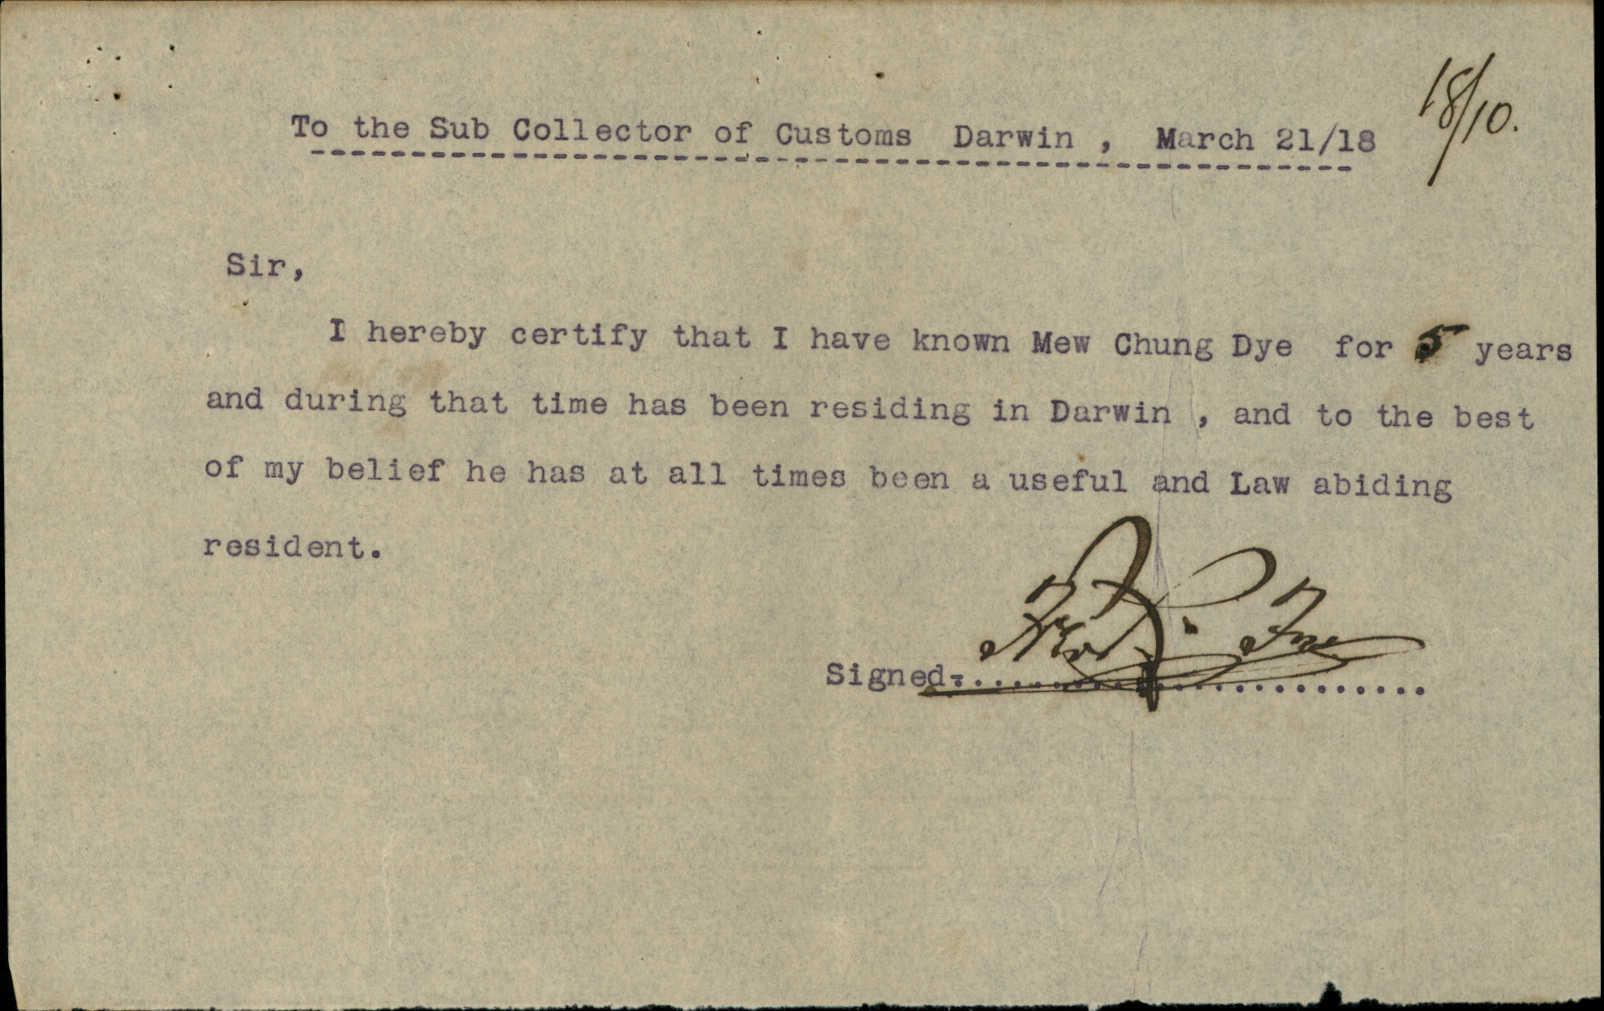 18/10.
To the Sub Collector of Customs Darwin , March 21/18
Sir,
I hereby certify that I have known Mew Chung Dye for 5 years
and during that time has been residing in Darwin , and to the best
of my belief he has at all times been a useful and Law abiding
resident.
Signed-